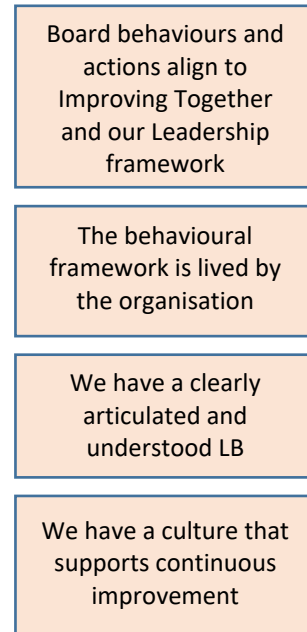 Board behaviours and
actions align to
Improving Together
and our Leadership
framework
The behavioural
framework is lived by
the organisation
We have a clearly
articulated and
understood LB
We have a culture that
supports continuous
improvement